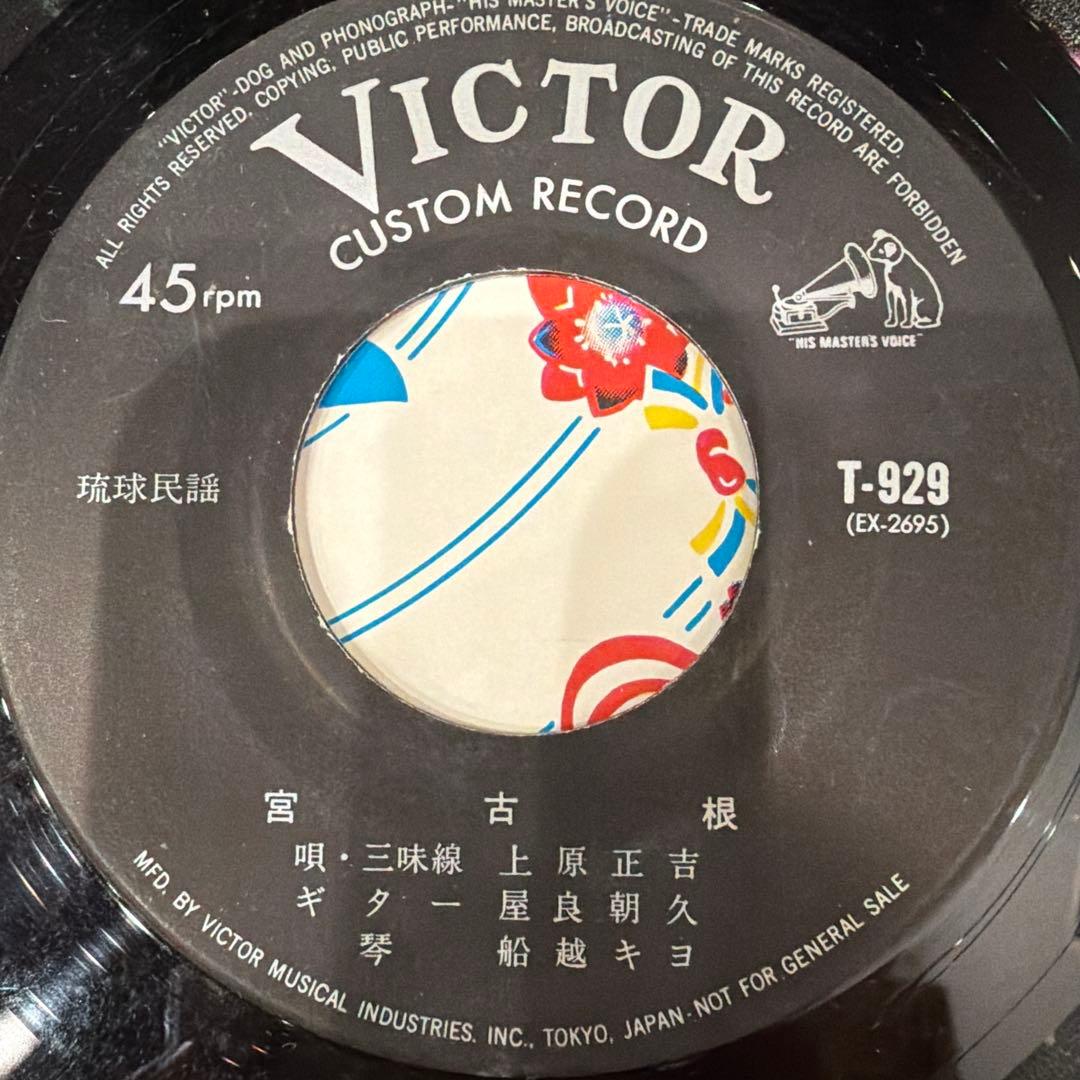 "VICTOR"-DOG AND PHONOGRAPH-"HIS MASTER'S VOICE"-TRADE MARKS REGISTERED.
ALL RIGHTS RESERVED. COPYING, PUBLIC PERFORMANCE, BROADCASTING OF THIS RECORD ARE FORBIDDEN
VICTOR
CUSTOM RECORD
45rpm
"HIS MASTER'S VOICE"
琉球民謡
T-929
(EX-2695)
宮古根
唄・三味線 上原正吉
ギター 屋良朝久
琴 船越キヨ
MFD. BY VICTOR MUSICAL INDUSTRIES. INC., TOKYO, JAPAN-NOT FOR GENERAL SALE